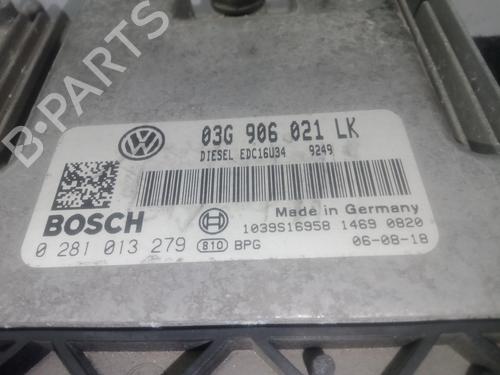 B-PARTS
03G 906 021 LK
DIESEL EDC16U34 9249
BOSCH
Made in Germany
1039S16958 1469 0820
0 281 013 279 810 BPG 06-08-18